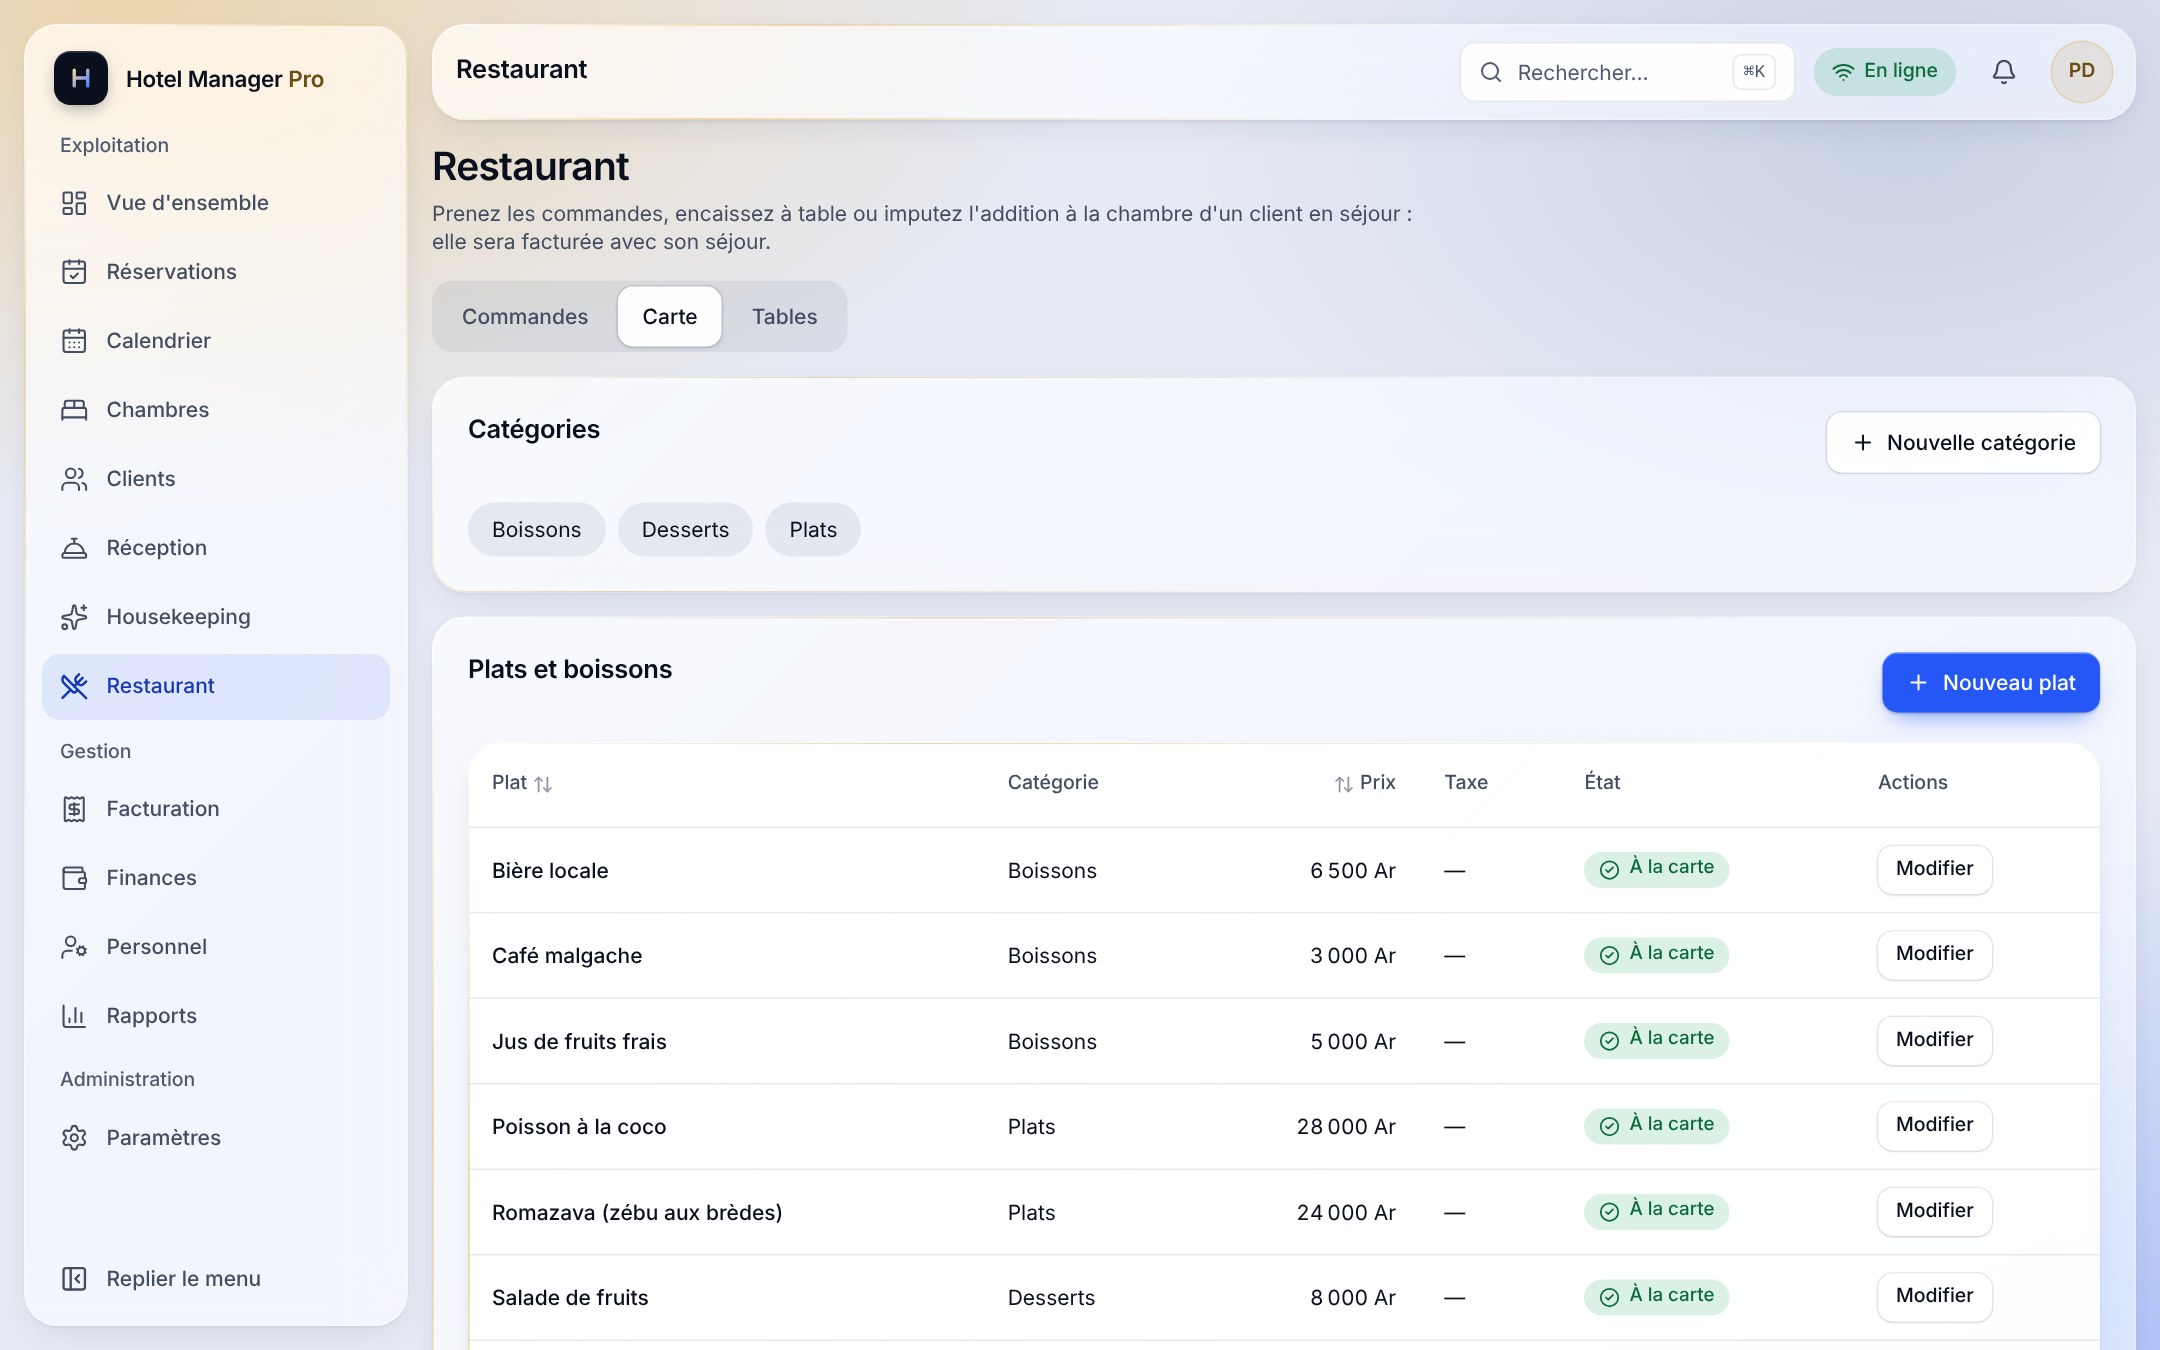 Hotel Manager Pro
Exploitation
Vue d'ensemble
Réservations
Calendrier
Chambres
Clients
Réception
Housekeeping
Restaurant
Gestion
Facturation
Finances
Personnel
Rapports
Administration
Paramètres
Replier le menu
Restaurant
Rechercher...
⌘K
En ligne
PD
Restaurant
Prenez les commandes, encaissez à table ou imputez l'addition à la chambre d'un client en séjour :
elle sera facturée avec son séjour.
Commandes Carte Tables
Catégories
Nouvelle catégorie
Boissons Desserts Plats
Plats et boissons
Nouveau plat
Plat Catégorie Prix Taxe État Actions
Bière locale Boissons 6 500 Ar — À la carte Modifier
Café malgache Boissons 3 000 Ar — À la carte Modifier
Jus de fruits frais Boissons 5 000 Ar — À la carte Modifier
Poisson à la coco Plats 28 000 Ar — À la carte Modifier
Romazava (zébu aux brèdes) Plats 24 000 Ar — À la carte Modifier
Salade de fruits Desserts 8 000 Ar — À la carte Modifier